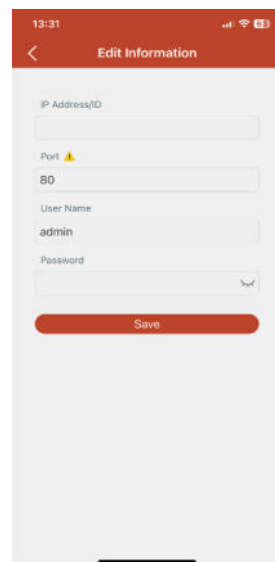 13:31
Edit Information
IP Address/ID
Port
80
User Name
admin
Password
Save